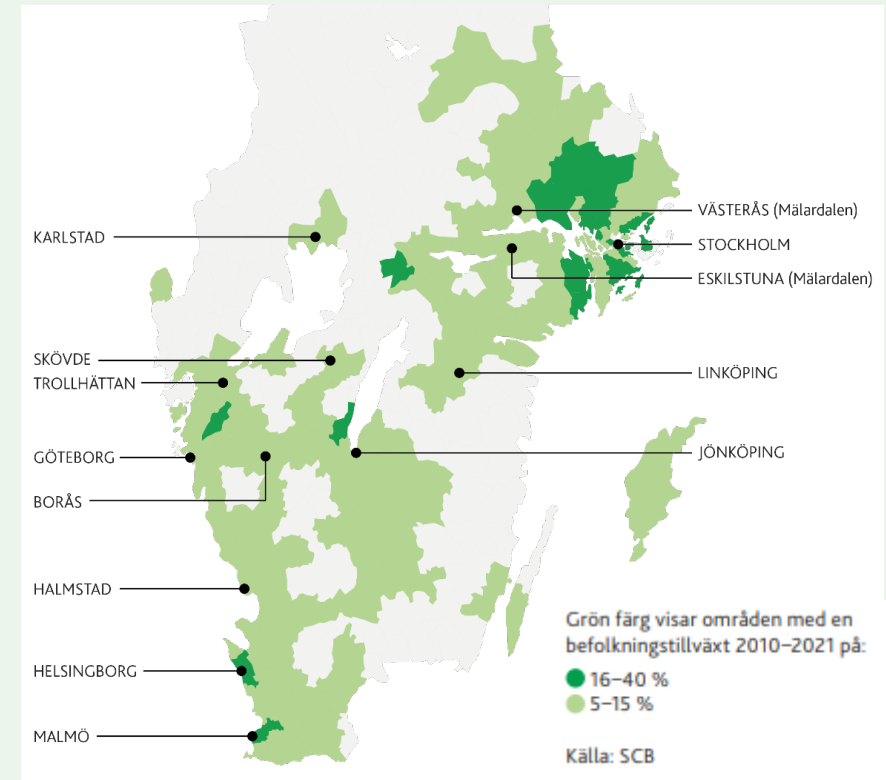 VÄSTERÅS (Mälardalen)
KARLSTAD
STOCKHOLM
ESKILSTUNA (Mälardalen)
SKÖVDE
LINKÖPING
TROLLHÄTTAN
JÖNKÖPING
GÖTEBORG
BORÅS
HALMSTAD
HELSINGBORG
MALMÖ
Grön färg visar områden med en
befolkningstillväxt 2010–2021 på:
16–40 %
5–15 %
Källa: SCB